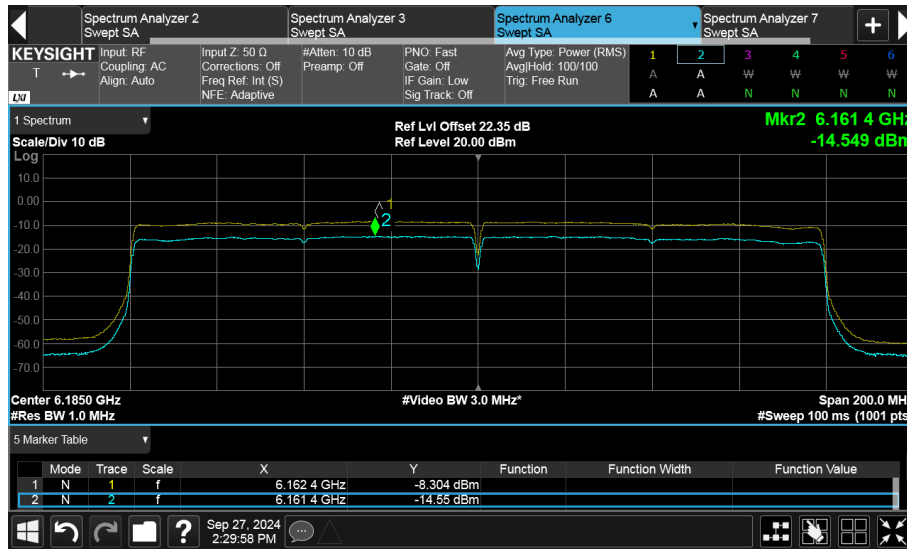 Spectrum Analyzer 2 Swept SA
Spectrum Analyzer 3 Swept SA
Spectrum Analyzer 6 Swept SA
Spectrum Analyzer 7 Swept SA
+
KEYSIGHT
T
LXI
Input: RF
Coupling: AC
Align: Auto
Input Z: 50 Ω
Corrections: Off
Freq Ref: Int (S)
NFE: Adaptive
#Atten: 10 dB
Preamp: Off
PNO: Fast
Gate: Off
IF Gain: Low
Sig Track: Off
Avg Type: Power (RMS)
Avg|Hold: 100/100
Trig: Free Run
1 2 3 4 5 6
A A W W W W
A A N N N N
1 Spectrum
Scale/Div 10 dB
Ref Lvl Offset 22.35 dB
Ref Level 20.00 dBm
Mkr2 6.161 4 GHz
-14.549 dBm
Log
10.0
0.00
-10.0
-20.0
-30.0
-40.0
-50.0
-60.0
-70.0
1
2
Center 6.1850 GHz
#Res BW 1.0 MHz
#Video BW 3.0 MHz*
Span 200.0 MH
#Sweep 100 ms (1001 pts
5 Marker Table
Mode Trace Scale X Y Function Function Width Function Value
1 N 1 f 6.162 4 GHz -8.304 dBm
2 N 2 f 6.161 4 GHz -14.55 dBm
?
Sep 27, 2024
2:29:58 PM